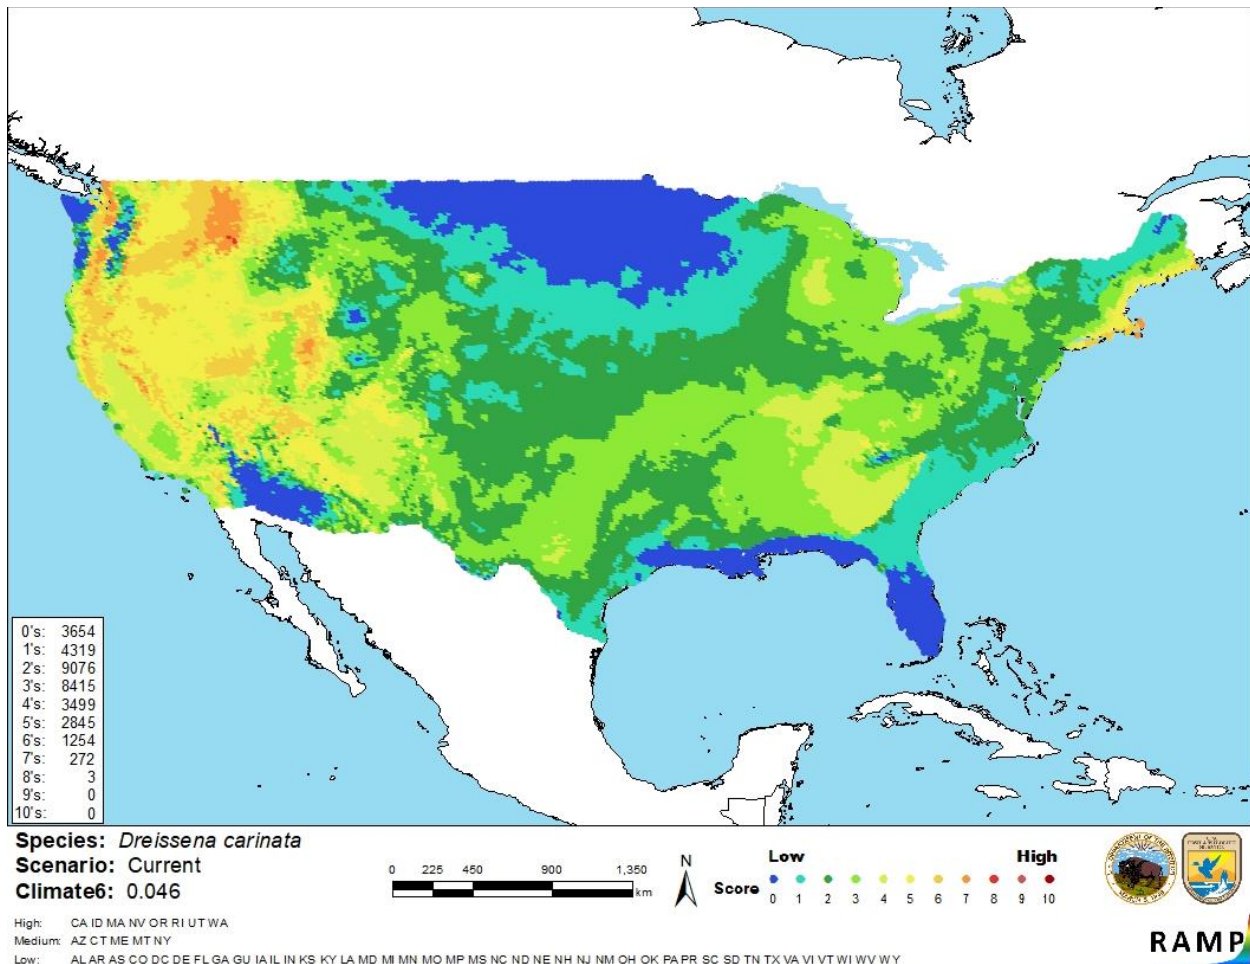 0's: 3654
1's: 4319
2's: 9076
3's: 8415
4's: 3499
5's: 2845
6's: 1254
7's: 272
8's: 3
9's: 0
10's: 0
Species: Dreissena carinata
Scenario: Current
Climate6: 0.046
0 225 450 900 1,350
km
N
Low High
Score 0 1 2 3 4 5 6 7 8 9 10
High: CA ID MA NV OR RI UT WA
Medium: AZ CT ME MT NY
Low: AL AR AS CO DC DE FL GA GU IA IL IN KS KY LA MD MI MN MO MP MS NC ND NE NH NJ NM OH OK PA PR SC SD TN TX VA VI VT WI WV WY
RAMP